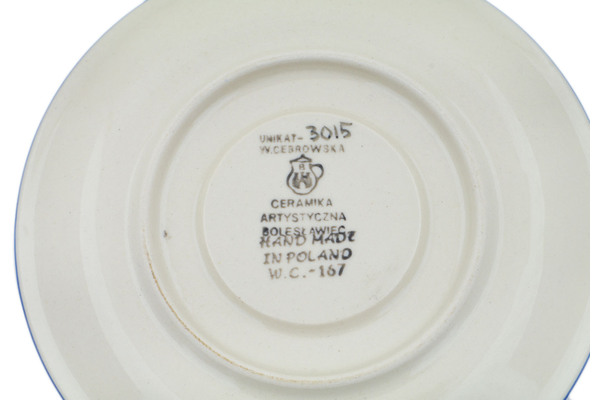 UNIKAT- 3015
W.CEBROWSKA
CERAMIKA
ARTYSTYCZNA
BOLESŁAWIEC
HAND MADE
IN POLAND
W.C.-167